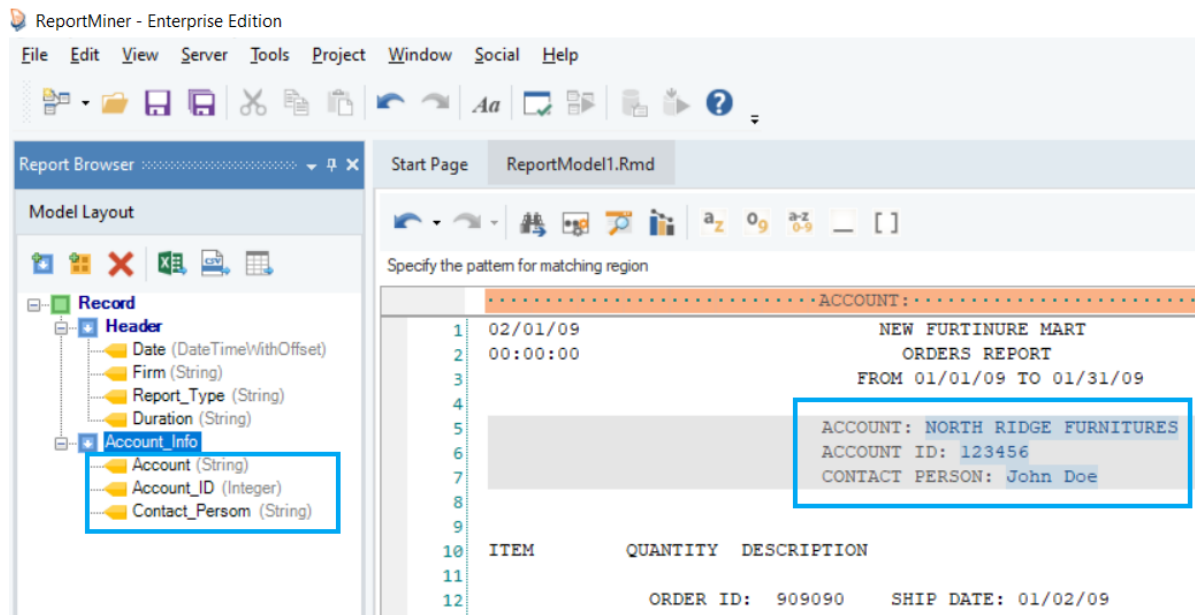 ReportMiner - Enterprise Edition
File Edit View Server Tools Project Window Social Help
Aa
Report Browser
Model Layout
Record
Header
Date (DateTimeWithOffset)
Firm (String)
Report_Type (String)
Duration (String)
Account_Info
Account (String)
Account_ID (Integer)
Contact_Persom (String)
Start Page ReportModel1.Rmd
a z 0 9 a-z 0-9 _ [ ]
Specify the pattern for matching region
ACCOUNT:
1 02/01/09 NEW FURTINURE MART
2 00:00:00 ORDERS REPORT
3 FROM 01/01/09 TO 01/31/09
4
5 ACCOUNT: NORTH RIDGE FURNITURES
6 ACCOUNT ID: 123456
7 CONTACT PERSON: John Doe
8
9
10 ITEM QUANTITY DESCRIPTION
11
12 ORDER ID: 909090 SHIP DATE: 01/02/09